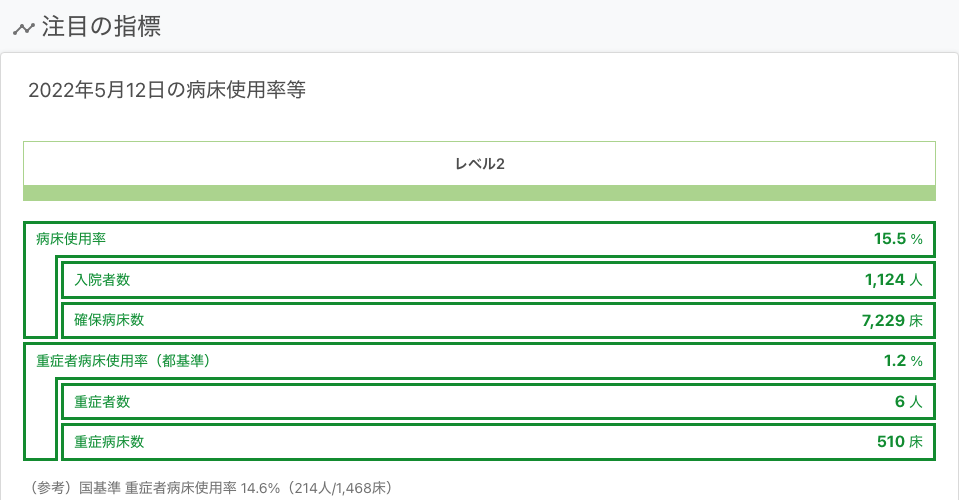 注目の指標
2022年5月12日の病床使用率等
レベル2
病床使用率 15.5 %
入院者数 1,124 人
確保病床数 7,229 床
重症者病床使用率（都基準） 1.2 %
重症者数 6 人
重症病床数 510 床
（参考）国基準 重症者病床使用率 14.6%（214人/1,468床）